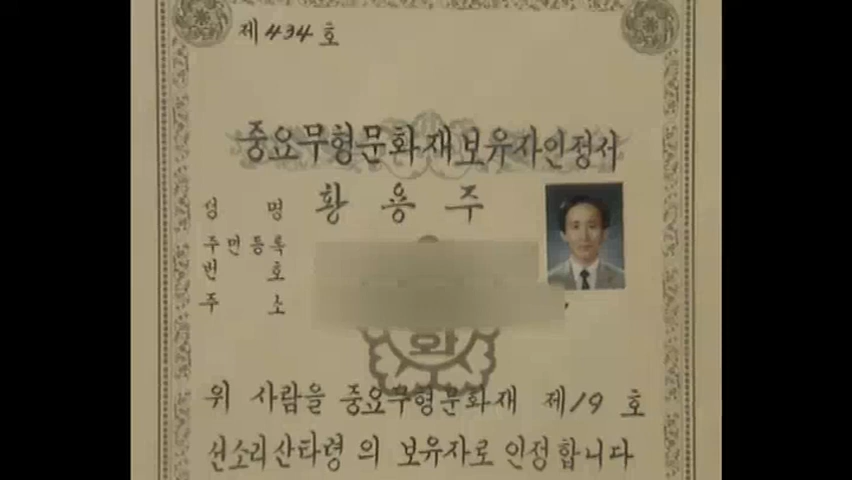 제434호
중요무형문화재보유자인정서
성 명 황 용 주
주민등록
번 호
주 소
화
위 사람을 중요무형문화재 제19호
선소리산타령의 보유자로 인정합니다